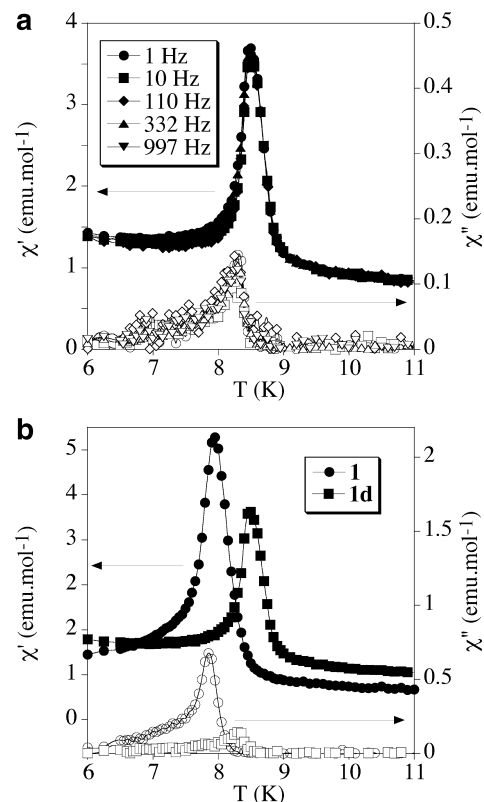 a
4
3
2
1
0
χ' (emu.mol⁻¹)
1 Hz
10 Hz
110 Hz
332 Hz
997 Hz
0.5
0.4
0.3
0.2
0.1
0
χ" (emu.mol⁻¹)
6 7 8 9 10 11
T (K)
b
5
4
3
2
2
1
0
χ' (emu.mol⁻¹)
1
1d
2
1.5
1
0.5
0
χ" (emu.mol⁻¹)
6 7 8 9 10 11
T (K)